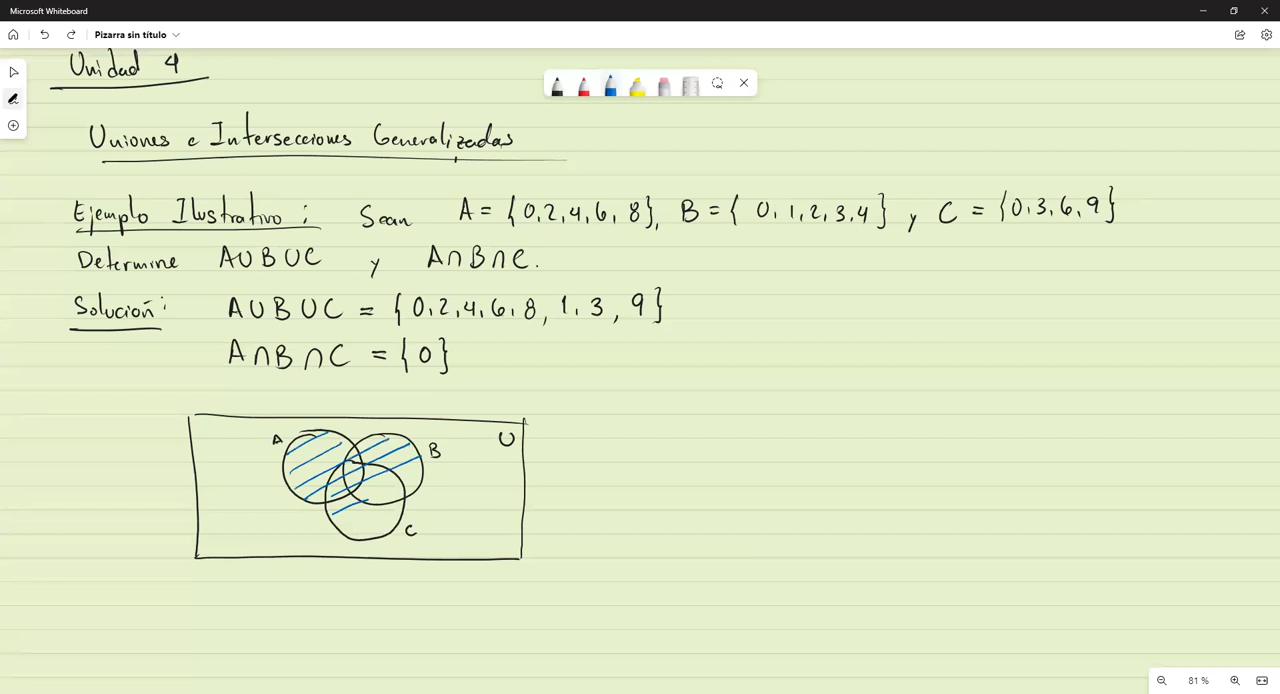 Microsoft Whiteboard
Pizarra sin título
Unidad 4
Uniones e Intersecciones Generalizadas
Ejemplo Ilustrativo: Sean A = {0,2,4,6,8}, B = {0,1,2,3,4} y C = {0,3,6,9}
Determine A∪B∪C y A∩B∩C.
Solución: A∪B∪C = {0,2,4,6,8,1,3,9}
A∩B∩C = {0}
A B U
C
81 %